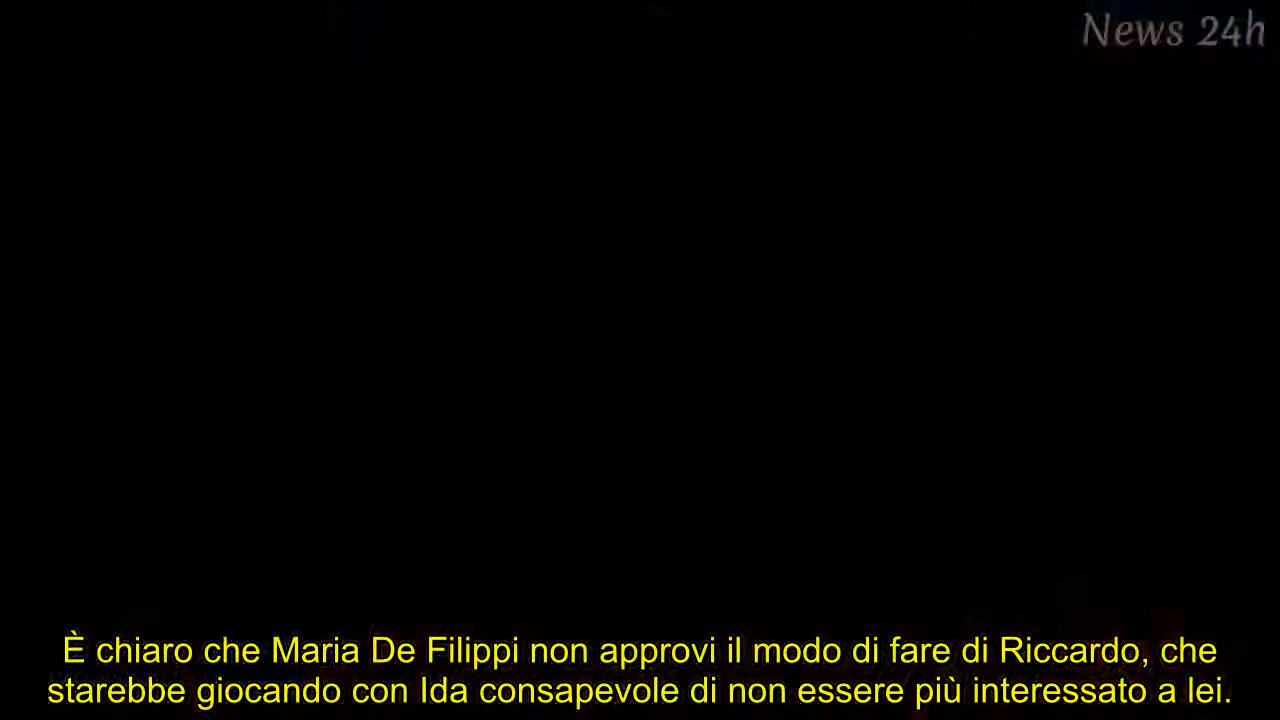 News 24h
È chiaro che Maria De Filippi non approvi il modo di fare di Riccardo, che
starebbe giocando con Ida consapevole di non essere più interessato a lei.